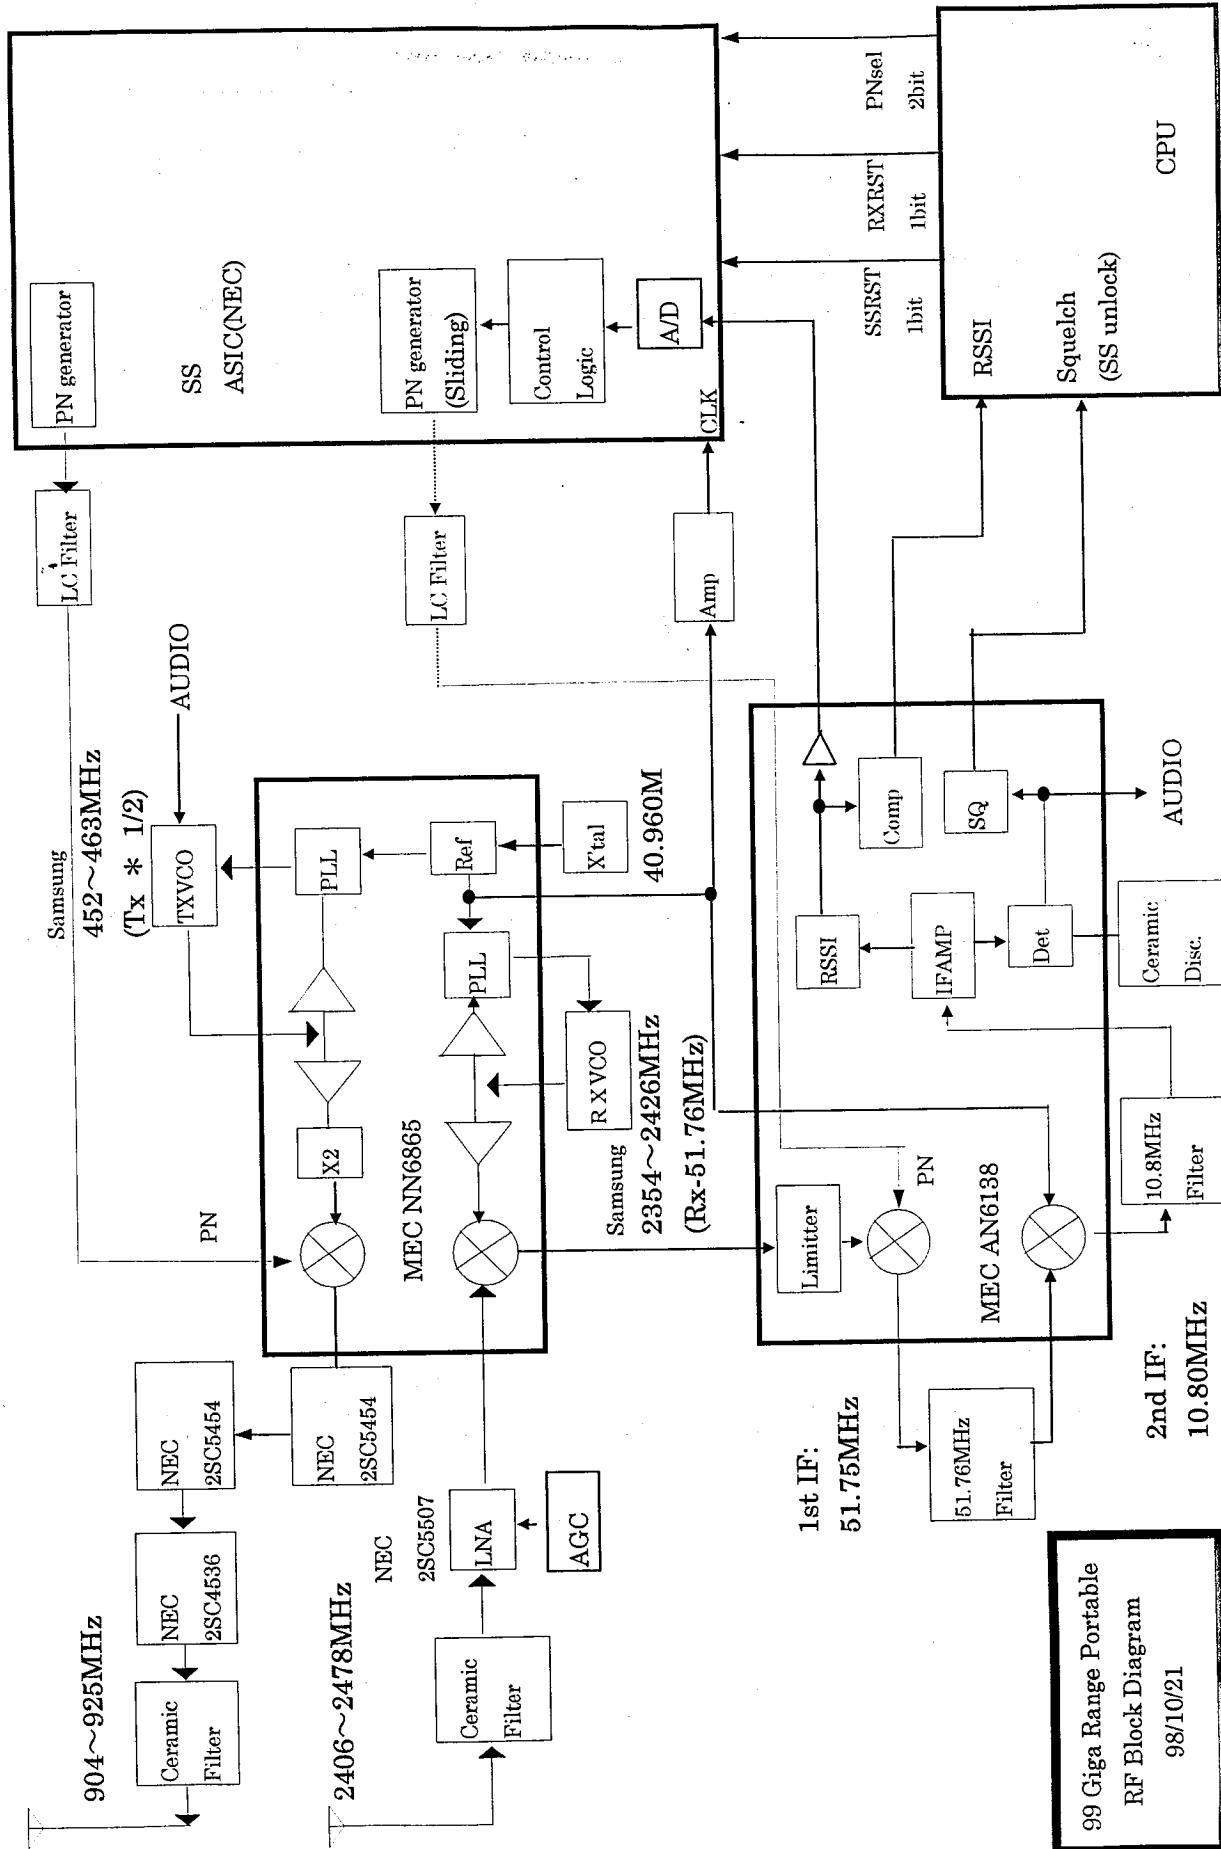 904～925MHz
Ceramic
Filter
NEC
2SC4536
NEC
2SC5454
NEC
2SC5454
2406～2478MHz
Ceramic
Filter
NEC
2SC5507
LNA
AGC
PN
Samsung
452～463MHz
(Tx * 1/2)
TXVCO
AUDIO
LC Filter
X2
PLL
MEC NN6865
PLL
Ref
X'tal
40.960M
RXVCO
Samsung
2354～2426MHz
(Rx-51.76MHz)
PN generator
SS
ASIC(NEC)
PN generator
(Sliding)
Control
Logic
A/D
CLK
LC Filter
Amp
1st IF:
51.75MHz
51.76MHz
Filter
Limitter
PN
MEC AN6138
RSSI
IFAMP
Det
Comp
SQ
Ceramic
Disc.
AUDIO
10.8MHz
Filter
2nd IF:
10.80MHz
SSRST
1bit
RXRST
1bit
PNsel
2bit
RSSI
Squelch
(SS unlock)
CPU
99 Giga Range Portable
RF Block Diagram
98/10/21